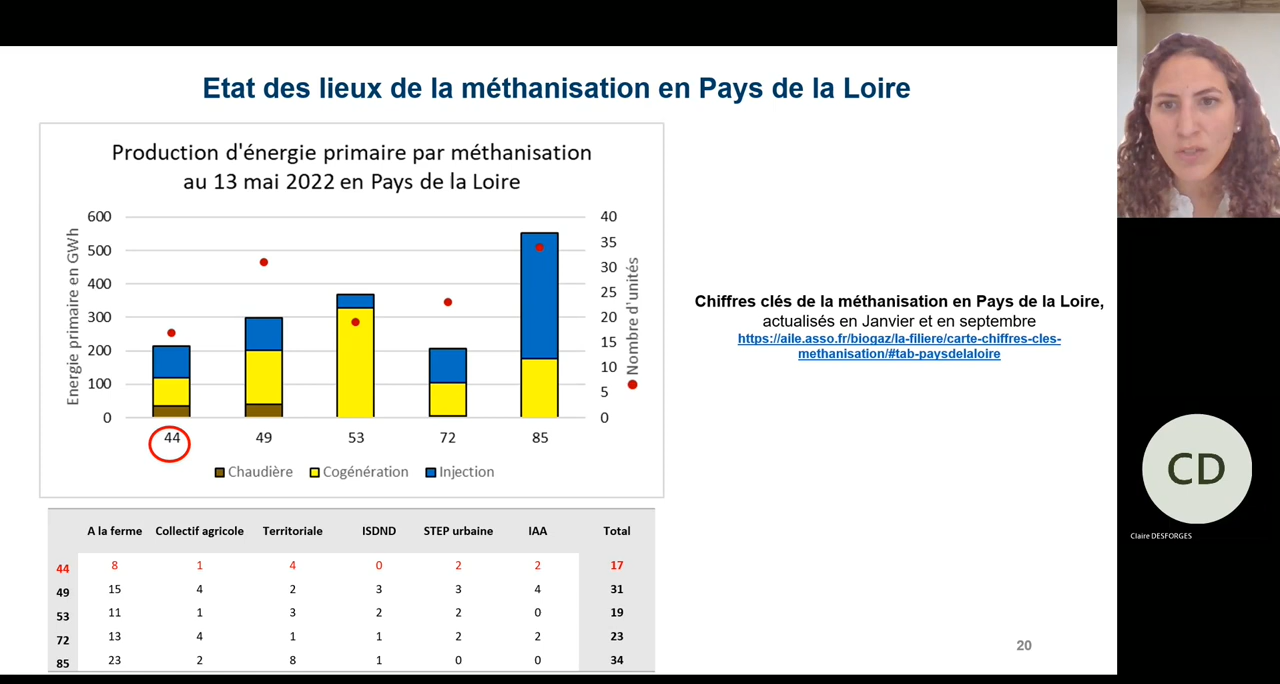 Etat des lieux de la méthanisation en Pays de la Loire
Production d'énergie primaire par méthanisation
au 13 mai 2022 en Pays de la Loire
Energie primaire en GWh
600
500
400
300
200
100
0
40
35
30
25
20
15
10
5
0
Nombre d'unités
44 49 53 72 85
Chaudière Cogénération Injection
Chiffres clés de la méthanisation en Pays de la Loire,
actualisés en Janvier et en septembre
https://aile.asso.fr/biogaz/la-filiere/carte-chiffres-cles-
methanisation/#tab-paysdelaloire
A la ferme Collectif agricole Territoriale ISDND STEP urbaine IAA Total
44 8 1 4 0 2 2 17
49 15 4 2 3 3 4 31
53 11 1 3 2 2 0 19
72 13 4 1 1 2 2 23
85 23 2 8 1 0 0 34
20
CD
Claire DESFORGES